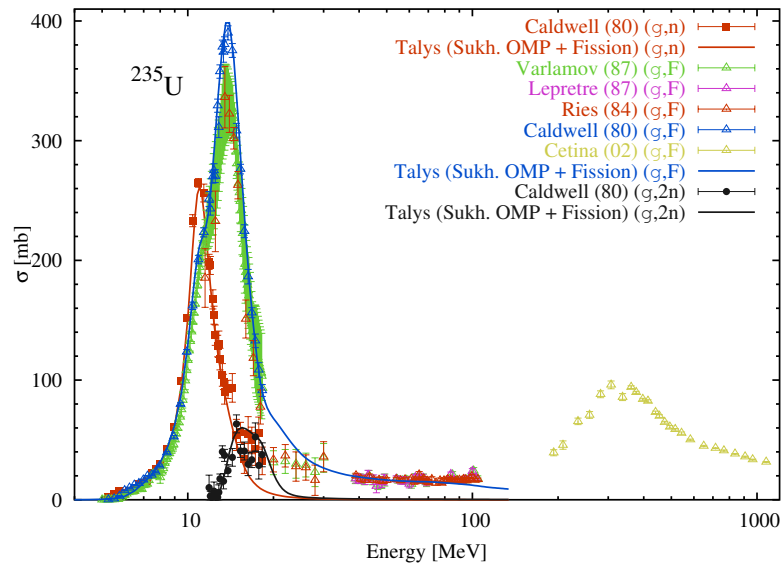 400
300
200
100
0
σ [mb]
²³⁵U
Caldwell (80) (g,n)
Talys (Sukh. OMP + Fission) (g,n)
Varlamov (87) (g,F)
Lepretre (87) (g,F)
Ries (84) (g,F)
Caldwell (80) (g,F)
Cetina (02) (g,F)
Talys (Sukh. OMP + Fission) (g,F)
Caldwell (80) (g,2n)
Talys (Sukh. OMP + Fission) (g,2n)
10 100 1000
Energy [MeV]